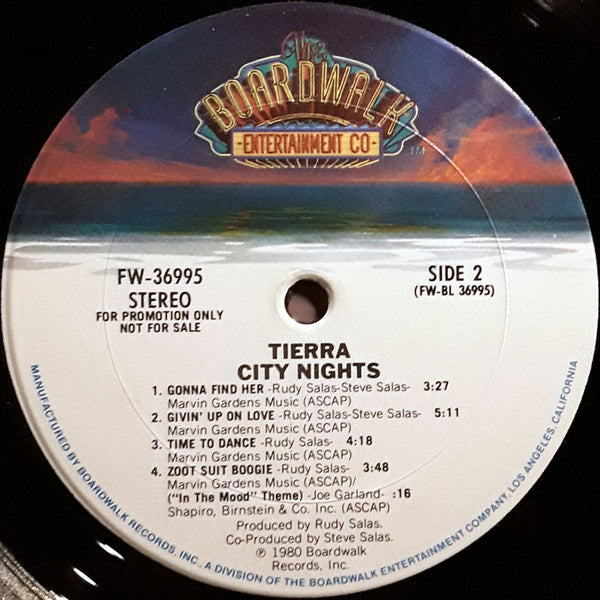 The
BOARDWALK
-ENTERTAINMENT CO-
TM
FW-36995
STEREO
FOR PROMOTION ONLY
NOT FOR SALE
SIDE 2
(FW-BL 36995)
TIERRA
CITY NIGHTS
1. GONNA FIND HER -Rudy Salas-Steve Salas- 3:27
Marvin Gardens Music (ASCAP)
2. GIVIN' UP ON LOVE -Rudy Salas-Steve Salas- 5:11
Marvin Gardens Music (ASCAP)
3. TIME TO DANCE -Rudy Salas- 4:18
Marvin Gardens Music (ASCAP)
4. ZOOT SUIT BOOGIE -Rudy Salas- 3:48
Marvin Gardens Music (ASCAP)/
("In The Mood" Theme) -Joe Garland- :16
Shapiro, Birnstein & Co. Inc. (ASCAP)
Produced by Rudy Salas.
Co-Produced by Steve Salas.
℗ 1980 Boardwalk
Records, Inc.
MANUFACTURED BY BOARDWALK RECORDS, INC., A DIVISION OF THE BOARDWALK ENTERTAINMENT COMPANY, LOS ANGELES, CALIFORNIA